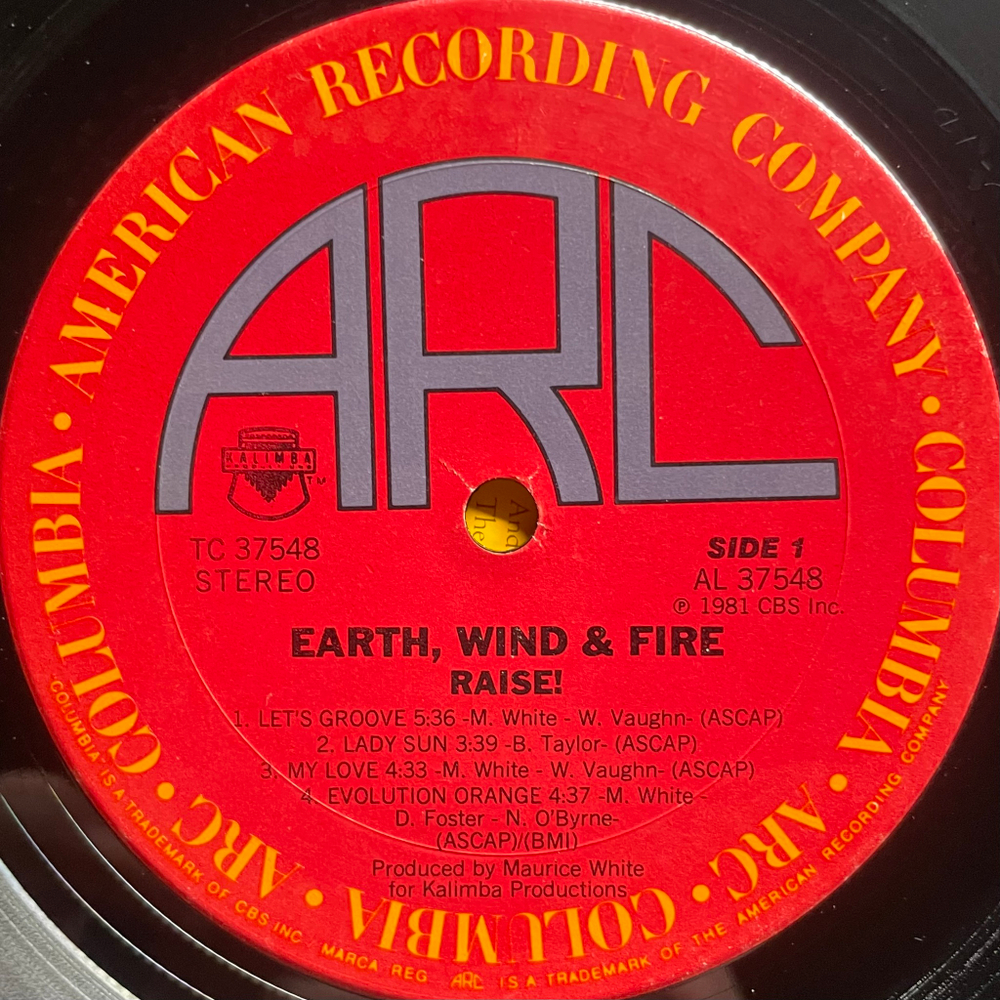 AMERICAN RECORDING COMPANY • COLUMBIA • ARC • COLUMBIA • ARC • COLUMBIA •
ARC
KALIMBA
TM
And
The
TC 37548
STEREO
SIDE 1
AL 37548
℗ 1981 CBS Inc.
EARTH, WIND & FIRE
RAISE!
1. LET'S GROOVE 5:36 -M. White - W. Vaughn- (ASCAP)
2. LADY SUN 3:39 -B. Taylor- (ASCAP)
3. MY LOVE 4:33 -M. White - W. Vaughn- (ASCAP)
4. EVOLUTION ORANGE 4:37 -M. White-
D. Foster - N. O'Byrne-
(ASCAP)/(BMI)
Produced by Maurice White
for Kalimba Productions
COLUMBIA IS A TRADEMARK OF CBS INC. MARCA REG. ARC IS A TRADEMARK OF THE AMERICAN RECORDING COMPANY